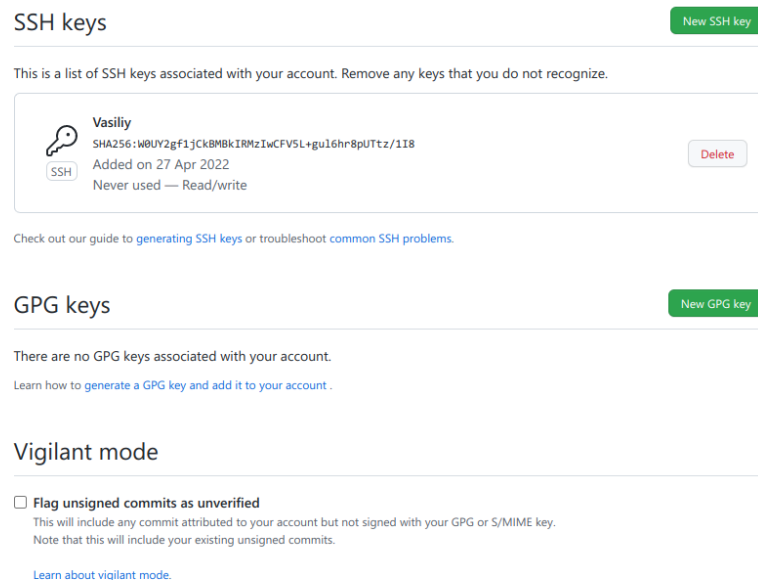 SSH keys
New SSH key
This is a list of SSH keys associated with your account. Remove any keys that you do not recognize.
Vasiliy
SHA256:W0UY2gf1jCkBMBkIRMzIwCFV5L+gul6hr8pUTtz/1I8
SSH
Added on 27 Apr 2022
Never used — Read/write
Delete
Check out our guide to generating SSH keys or troubleshoot common SSH problems.
GPG keys
New GPG key
There are no GPG keys associated with your account.
Learn how to generate a GPG key and add it to your account .
Vigilant mode
Flag unsigned commits as unverified
This will include any commit attributed to your account but not signed with your GPG or S/MIME key.
Note that this will include your existing unsigned commits.
Learn about vigilant mode.